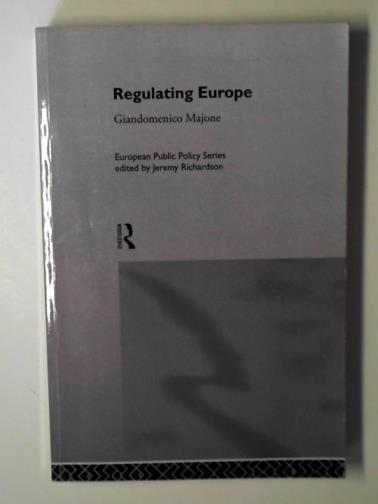 Regulating Europe
Giandomenico Majone
European Public Policy Series
edited by Jeremy Richardson
ROUTLEDGE